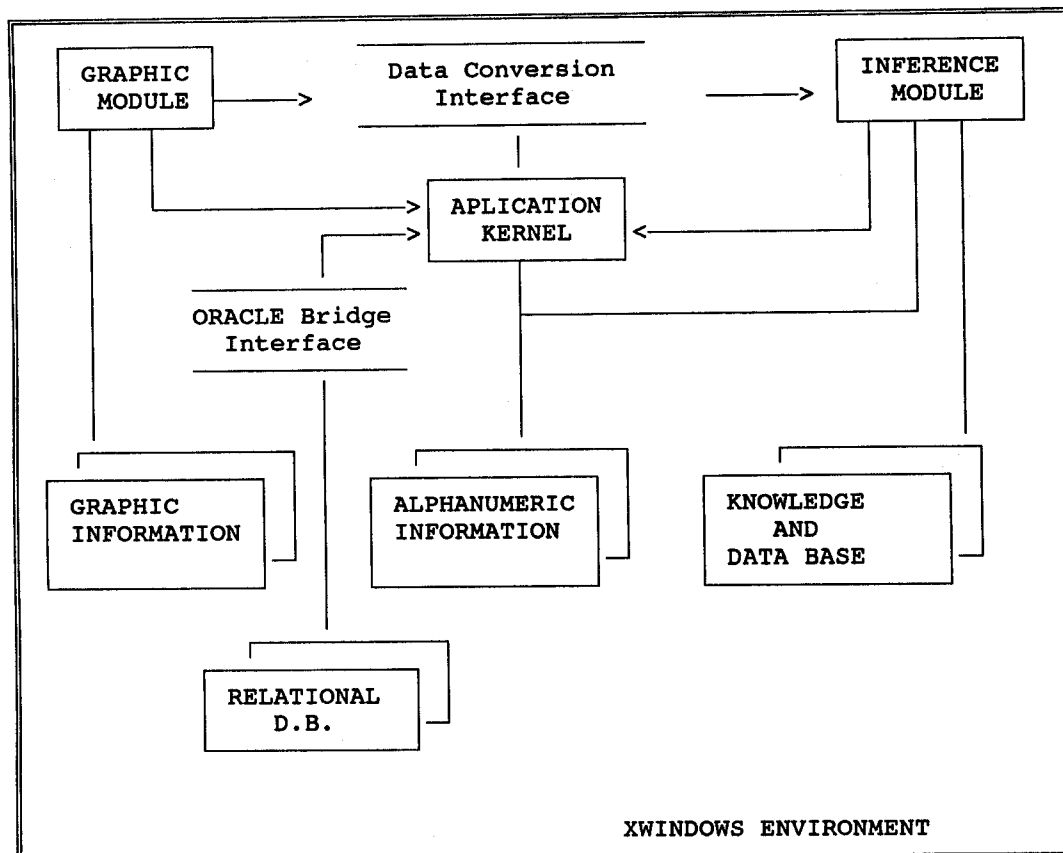 GRAPHIC
MODULE
Data Conversion
Interface
INFERENCE
MODULE
APLICATION
KERNEL
ORACLE Bridge
Interface
GRAPHIC
INFORMATION
ALPHANUMERIC
INFORMATION
KNOWLEDGE
AND
DATA BASE
RELATIONAL
D.B.
XWINDOWS ENVIRONMENT